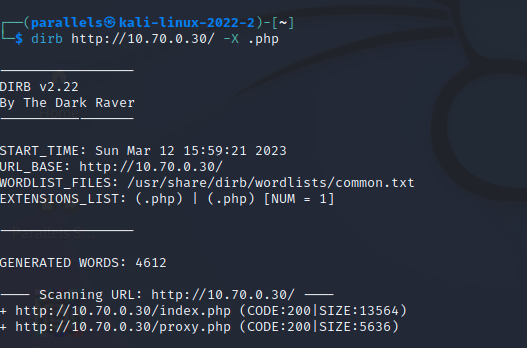 ┌──(parallels㉿kali-linux-2022-2)-[~]
└─$ dirb http://10.70.0.30/ -X .php
-----------------
DIRB v2.22
By The Dark Raver
-----------------
START_TIME: Sun Mar 12 15:59:21 2023
URL_BASE: http://10.70.0.30/
WORDLIST_FILES: /usr/share/dirb/wordlists/common.txt
EXTENSIONS_LIST: (.php) | (.php) [NUM = 1]
-----------------
GENERATED WORDS: 4612
---- Scanning URL: http://10.70.0.30/ ----
+ http://10.70.0.30/index.php (CODE:200|SIZE:13564)
+ http://10.70.0.30/proxy.php (CODE:200|SIZE:5636)